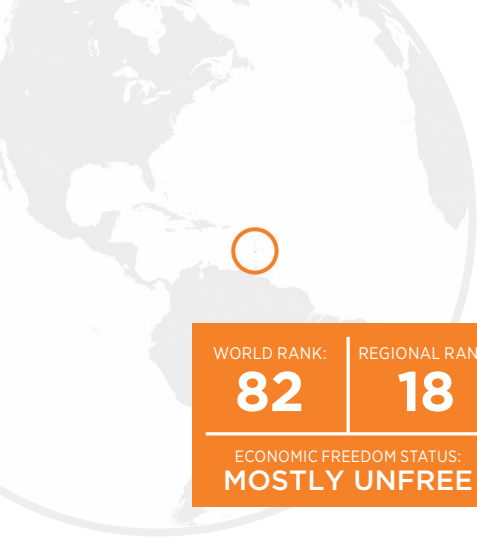 WORLD RANK:
82
REGIONAL RAN
18
ECONOMIC FREEDOM STATUS:
MOSTLY UNFREE